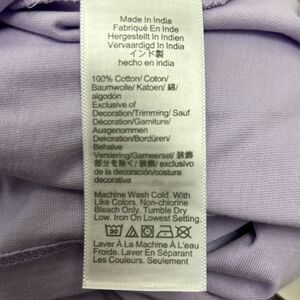 Made In India
Fabriqué En Inde
Hergestellt In Indien
Vervaardigd In India
インド製
hecho en india
100% Cotton/ Coton/
Baumwolle/ Katoen/ 綿/
algodón
Exclusive of
Decoration/Trimming/ Sauf
Décoration/Garniture/
Ausgenommen
Dekoration/Bordüren/
Behalve
Versiering/Garneersel/ 装飾
部分を除く/ 装飾/ exclusivo
de la decoración/costura
decorativa
Machine Wash Cold. With
Like Colors. Non-chlorine
Bleach Only. Tumble Dry
Low. Iron On Lowest Setting.
30
Laver À La Machine À L'eau
Froide. Laver En Séparant
Les Couleurs. Seulement